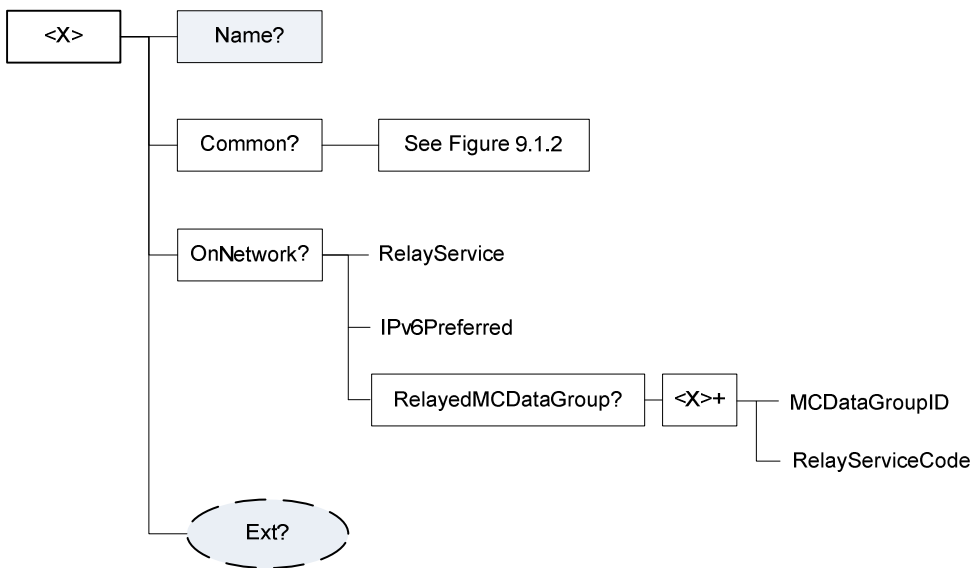 <X>
Name?
Common?
See Figure 9.1.2
OnNetwork?
RelayService
IPv6Preferred
RelayedMCDataGroup?
<X>+
MCDataGroupID
RelayServiceCode
Ext?